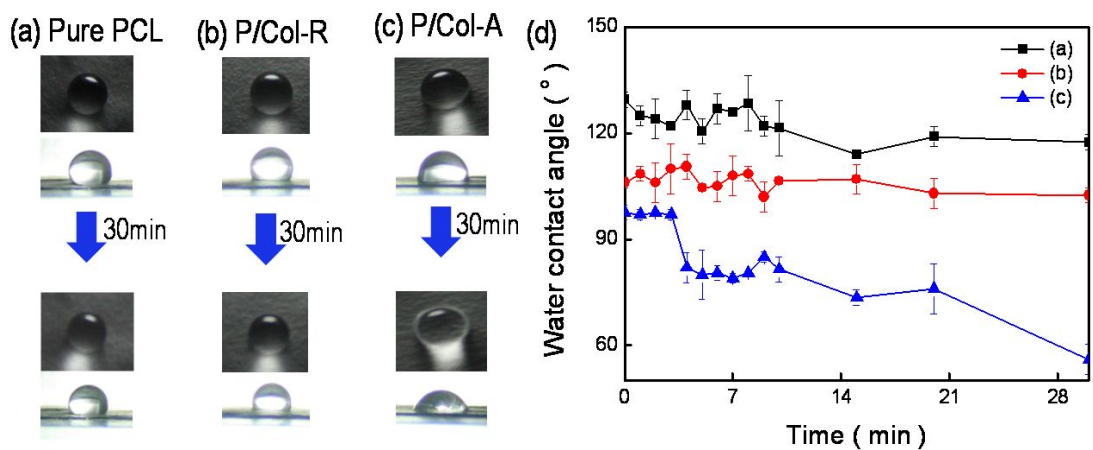 (a) Pure PCL
(b) P/Col-R
(c) P/Col-A
(d)
30min
30min
30min
150
120
90
60
Water contact angle ( ° )
(a)
(b)
(c)
0
7
14
21
28
Time ( min )